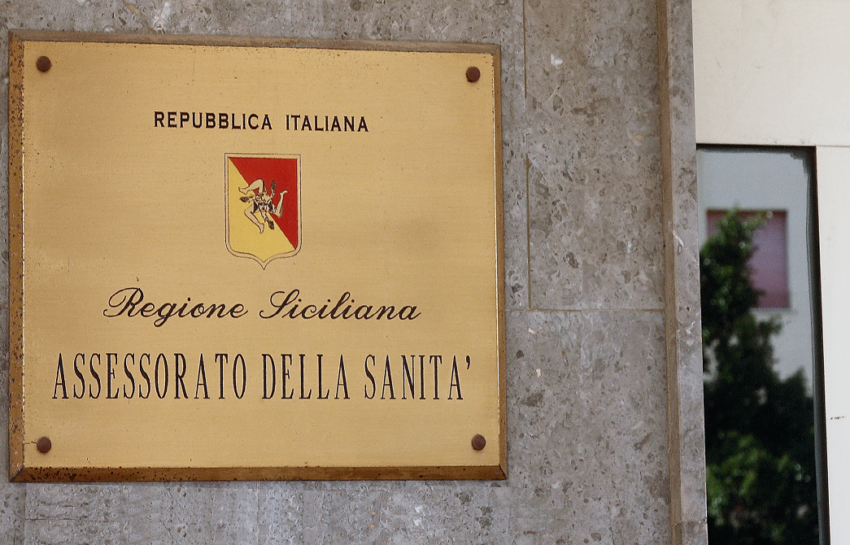 REPUBBLICA ITALIANA
Regione Siciliana
ASSESSORATO DELLA SANITA'